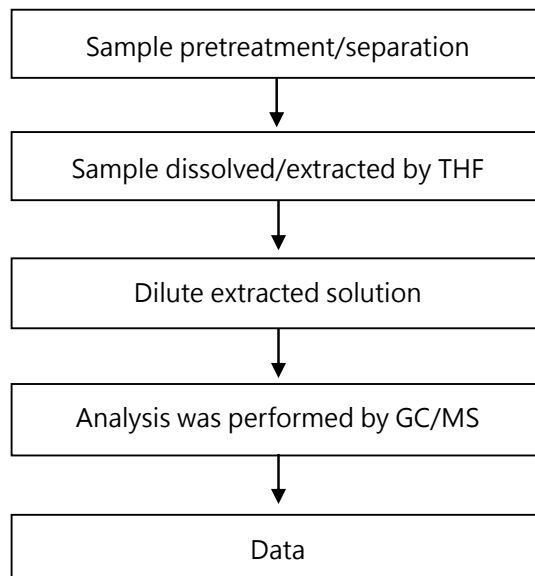 Sample pretreatment/separation
Sample dissolved/extracted by THF
Dilute extracted solution
Analysis was performed by GC/MS
Data